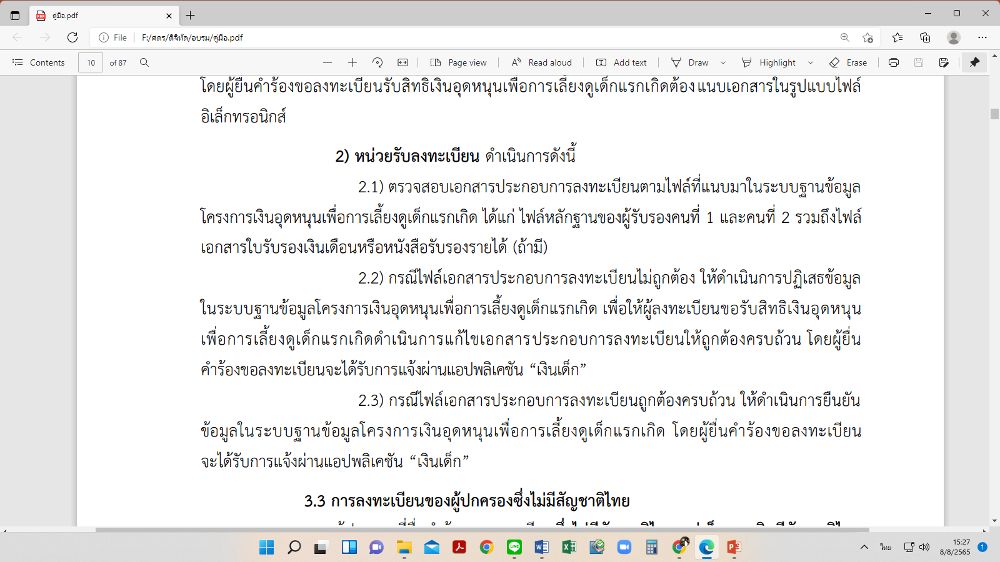 คู่มือ.pdf
File
F:/ศดร/ดิจิทัล/อบรม/คู่มือ.pdf
Contents
10
of 87
Page view
Read aloud
Add text
Draw
Highlight
Erase
โดยผู้ยื่นคำร้องขอลงทะเบียนรับสิทธิเงินอุดหนุนเพื่อการเลี้ยงดูเด็กแรกเกิดต้องแนบเอกสารในรูปแบบไฟล์
อิเล็กทรอนิกส์
2) หน่วยรับลงทะเบียน ดำเนินการดังนี้
2.1) ตรวจสอบเอกสารประกอบการลงทะเบียนตามไฟล์ที่แนบมาในระบบฐานข้อมูล
โครงการเงินอุดหนุนเพื่อการเลี้ยงดูเด็กแรกเกิด ได้แก่ ไฟล์หลักฐานของผู้รับรองคนที่ 1 และคนที่ 2 รวมถึงไฟล์
เอกสารใบรับรองเงินเดือนหรือหนังสือรับรองรายได้ (ถ้ามี)
2.2) กรณีไฟล์เอกสารประกอบการลงทะเบียนไม่ถูกต้อง ให้ดำเนินการปฏิเสธข้อมูล
ในระบบฐานข้อมูลโครงการเงินอุดหนุนเพื่อการเลี้ยงดูเด็กแรกเกิด เพื่อให้ผู้ลงทะเบียนขอรับสิทธิเงินอุดหนุน
เพื่อการเลี้ยงดูเด็กแรกเกิดดำเนินการแก้ไขเอกสารประกอบการลงทะเบียนให้ถูกต้องครบถ้วน โดยผู้ยื่น
คำร้องขอลงทะเบียนจะได้รับการแจ้งผ่านแอปพลิเคชัน “เงินเด็ก”
2.3) กรณีไฟล์เอกสารประกอบการลงทะเบียนถูกต้องครบถ้วน ให้ดำเนินการยืนยัน
ข้อมูลในระบบฐานข้อมูลโครงการเงินอุดหนุนเพื่อการเลี้ยงดูเด็กแรกเกิด โดยผู้ยื่นคำร้องขอลงทะเบียน
จะได้รับการแจ้งผ่านแอปพลิเคชัน “เงินเด็ก”
3.3 การลงทะเบียนของผู้ปกครองซึ่งไม่มีสัญชาติไทย
ไทย
15:27
8/8/2565
1